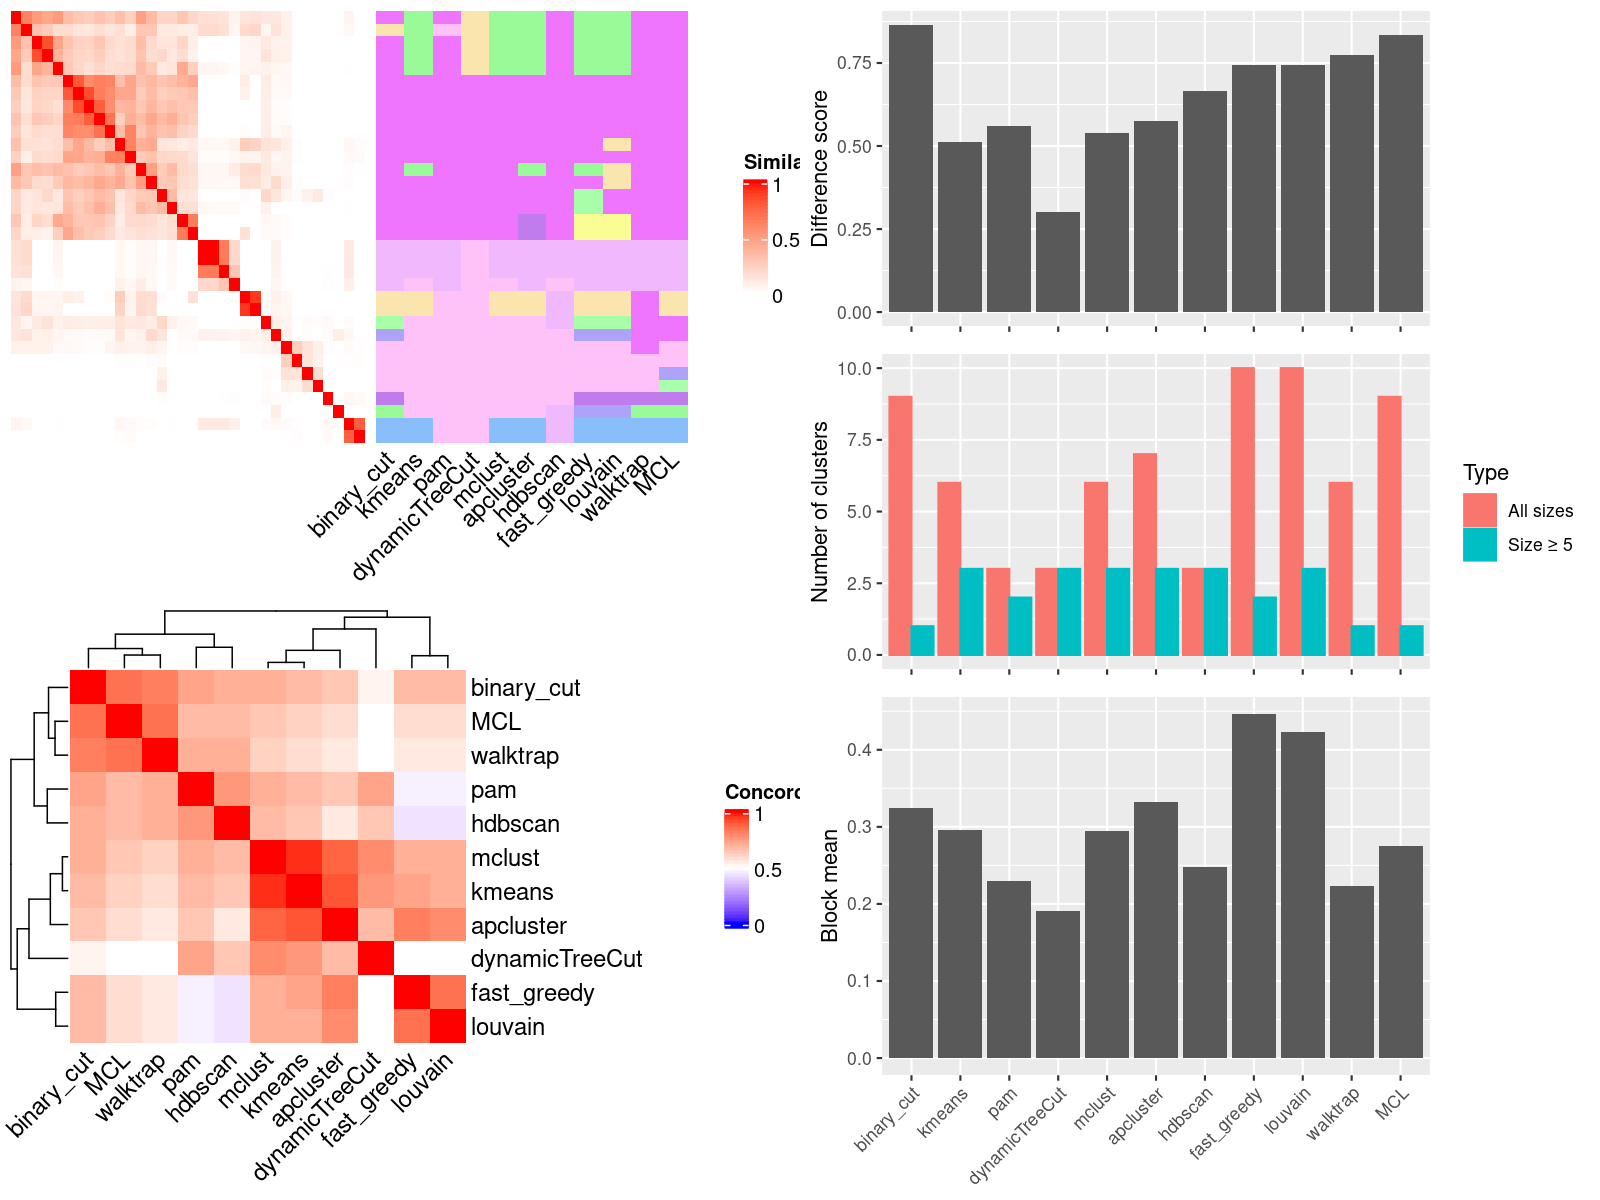 Simila
1
0.5
0
binary_cut
kmeans
pam
dynamicTreeCut
mclust
apcluster
hdbscan
fast_greedy
louvain
walktrap
MCL
binary_cut
MCL
walktrap
pam
hdbscan
mclust
kmeans
apcluster
dynamicTreeCut
fast_greedy
louvain
binary_cut
MCL
walktrap
pam
hdbscan
mclust
kmeans
apcluster
dynamicTreeCut
fast_greedy
louvain
Concord
1
0.5
0
Difference score
0.75
0.50
0.25
0.00
Number of clusters
10.0
7.5
5.0
2.5
0.0
Type
All sizes
Size ≥ 5
Block mean
0.4
0.3
0.2
0.1
0.0
binary_cut
kmeans
pam
dynamicTreeCut
mclust
apcluster
hdbscan
fast_greedy
louvain
walktrap
MCL